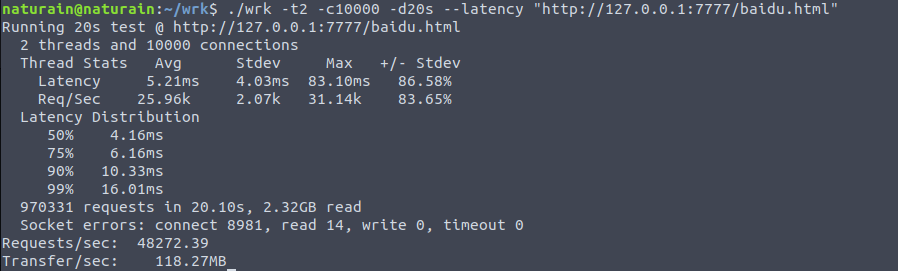 naturain@naturain:~/wrk$ ./wrk -t2 -c10000 -d20s --latency "http://127.0.0.1:7777/baidu.html"
Running 20s test @ http://127.0.0.1:7777/baidu.html
  2 threads and 10000 connections
  Thread Stats   Avg      Stdev     Max   +/- Stdev
    Latency     5.21ms    4.03ms  83.10ms   86.58%
    Req/Sec    25.96k     2.07k   31.14k    83.65%
  Latency Distribution
     50%    4.16ms
     75%    6.16ms
     90%   10.33ms
     99%   16.01ms
  970331 requests in 20.10s, 2.32GB read
  Socket errors: connect 8981, read 14, write 0, timeout 0
Requests/sec:  48272.39
Transfer/sec:    118.27MB